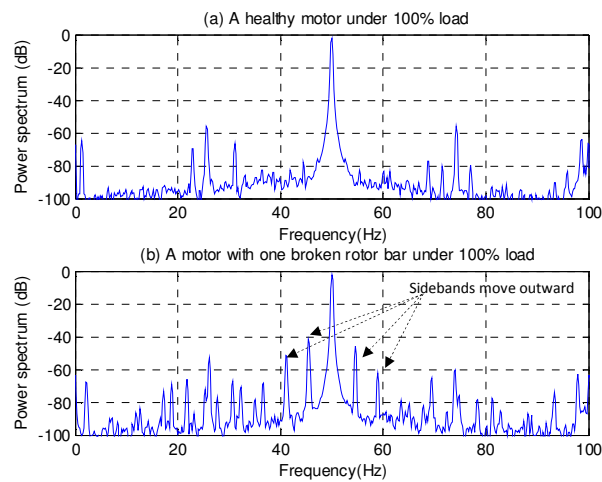 (a) A healthy motor under 100% load
Power spectrum (dB)
0
-20
-40
-60
-80
-100
0 20 40 60 80 100
Frequency(Hz)
(b) A motor with one broken rotor bar under 100% load
Power spectrum (dB)
0
-20
-40
-60
-80
-100
Sidebands move outward
0 20 40 60 80 100
Frequency(Hz)